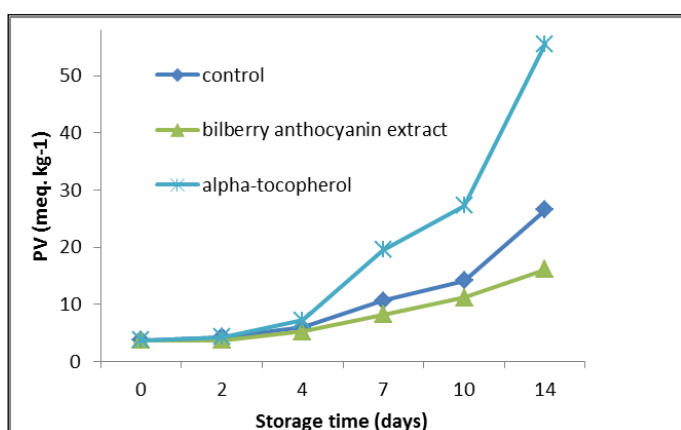 50
40
30
20
10
0
PV (meq. kg-1)
control
bilberry anthocyanin extract
alpha-tocopherol
0 2 4 7 10 14
Storage time (days)